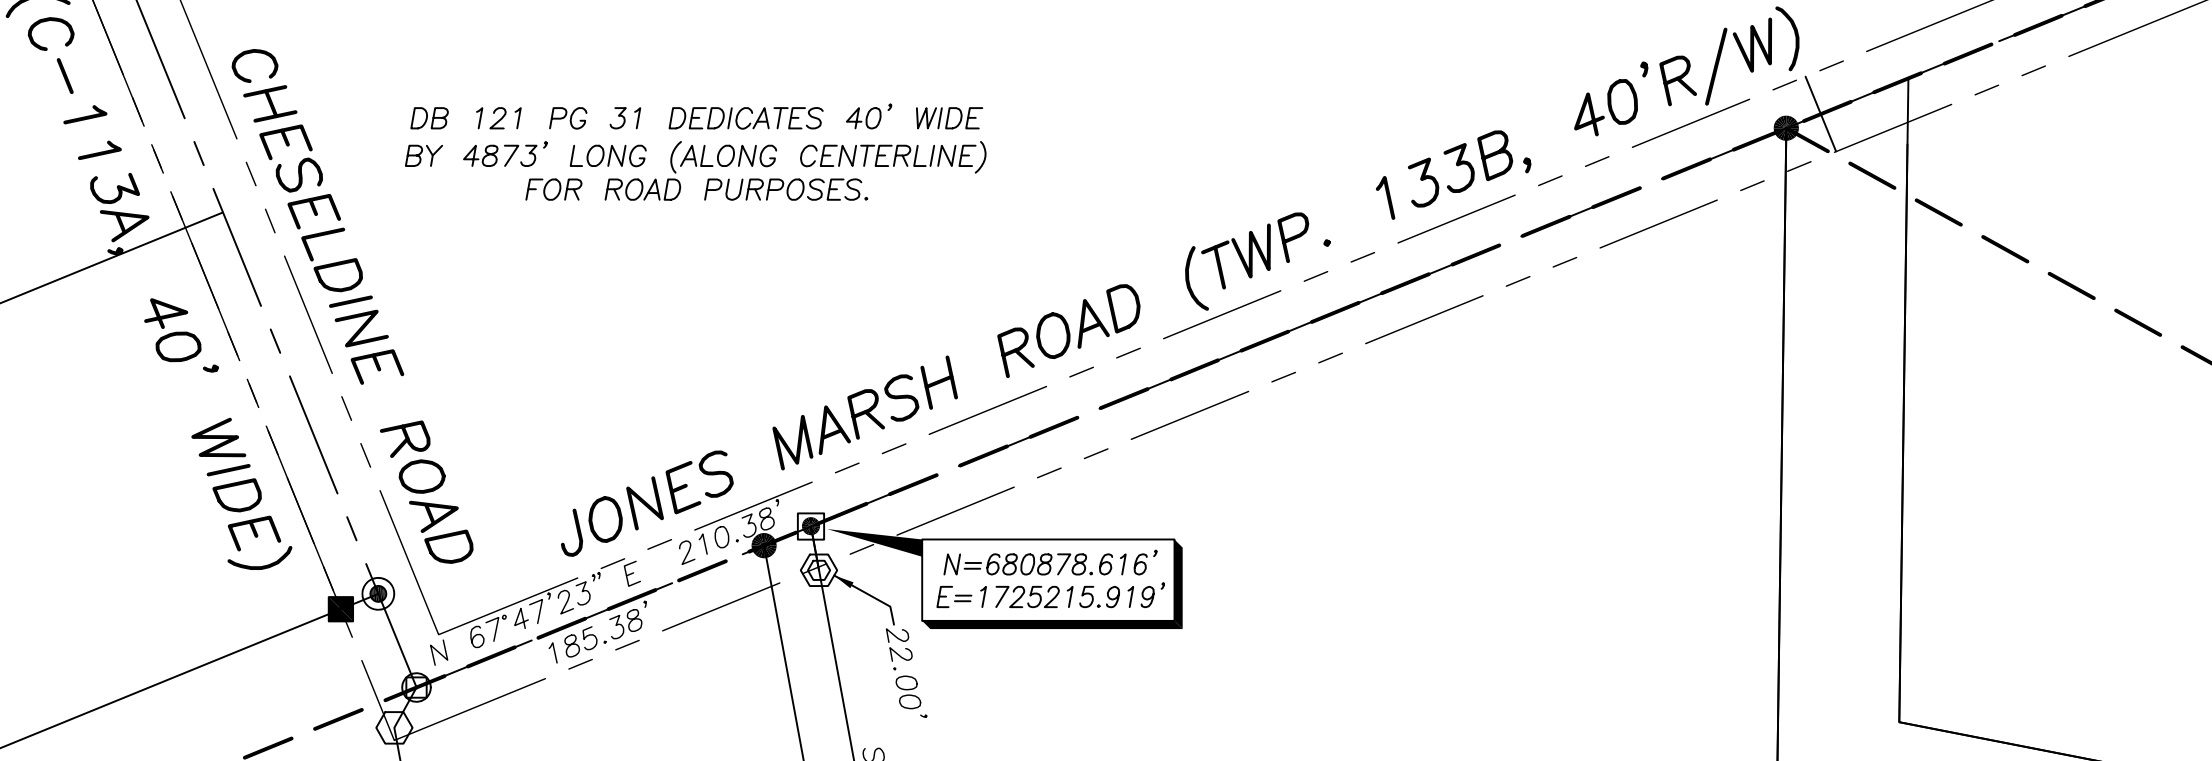 (C-113A, 40' WIDE)
CHESELDINE ROAD
DB 121 PG 31 DEDICATES 40' WIDE
BY 4873' LONG (ALONG CENTERLINE)
FOR ROAD PURPOSES.
JONES MARSH ROAD (TWP. 133B, 40'R/W)
N 67°47'23" E 210.38'
185.38'
N=680878.616'
E=1725215.919'
22.00'
S